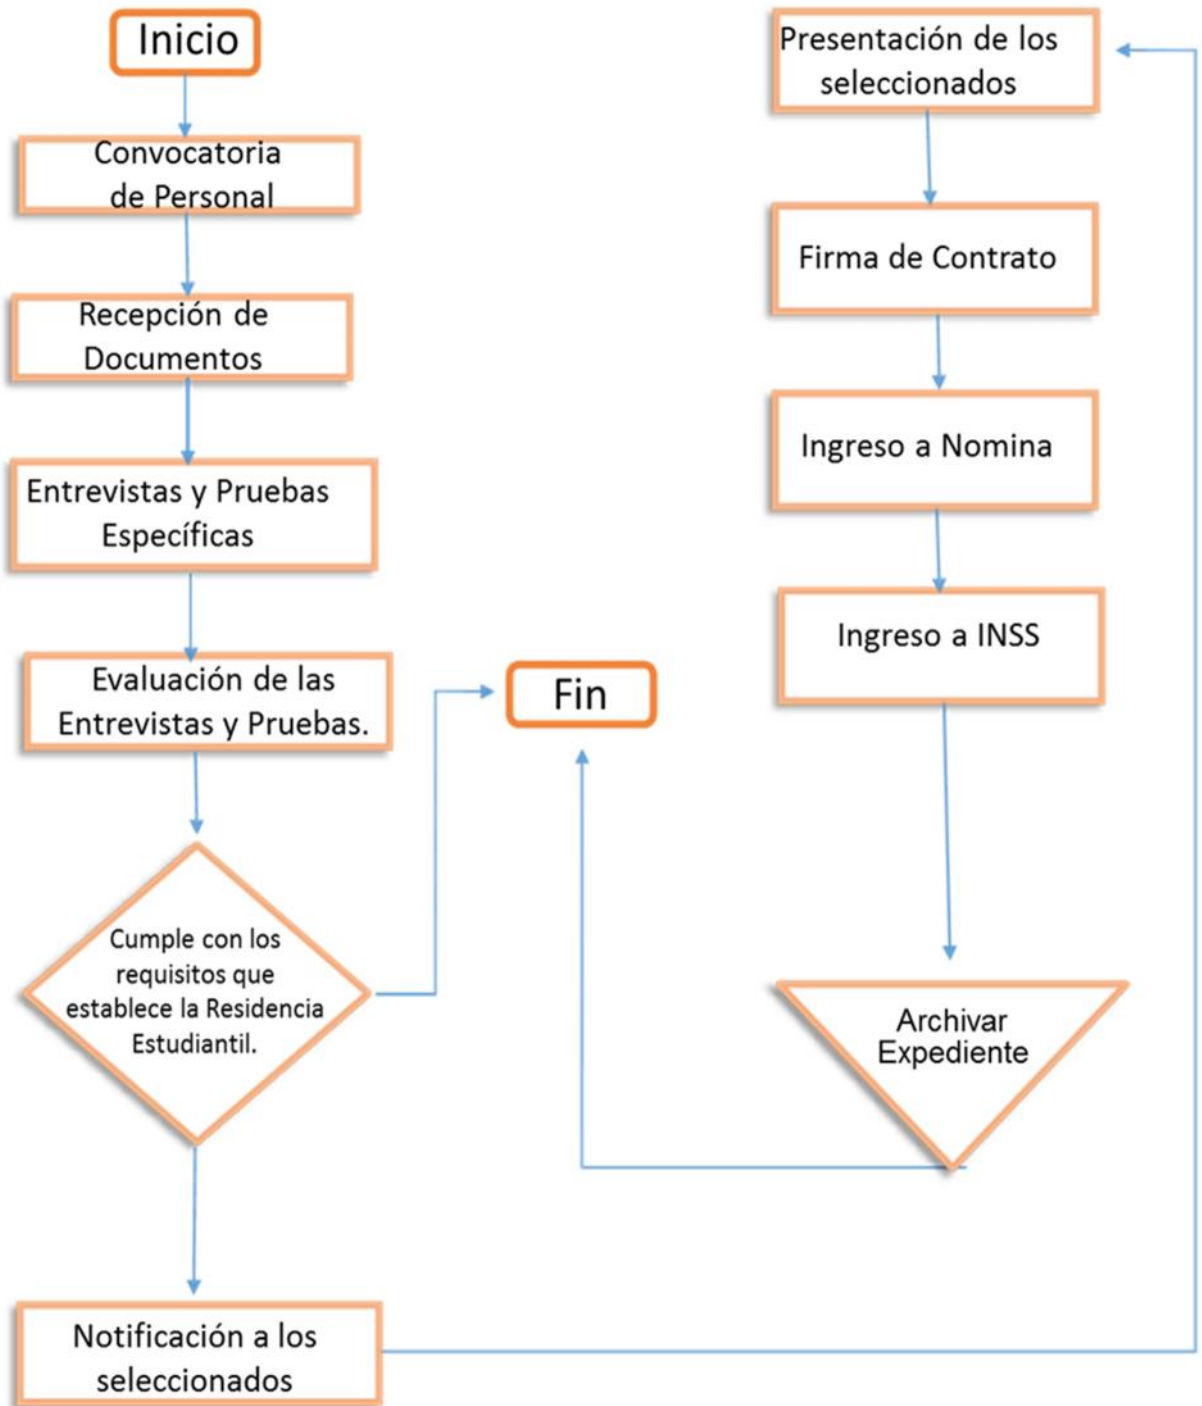 Inicio
Convocatoria
de Personal
Recepción de
Documentos
Entrevistas y Pruebas
Específicas
Evaluación de las
Entrevistas y Pruebas.
Cumple con los
requisitos que
establece la Residencia
Estudiantil.
Notificación a los
seleccionados
Fin
Presentación de los
seleccionados
Firma de Contrato
Ingreso a Nomina
Ingreso a INSS
Archivar
Expediente